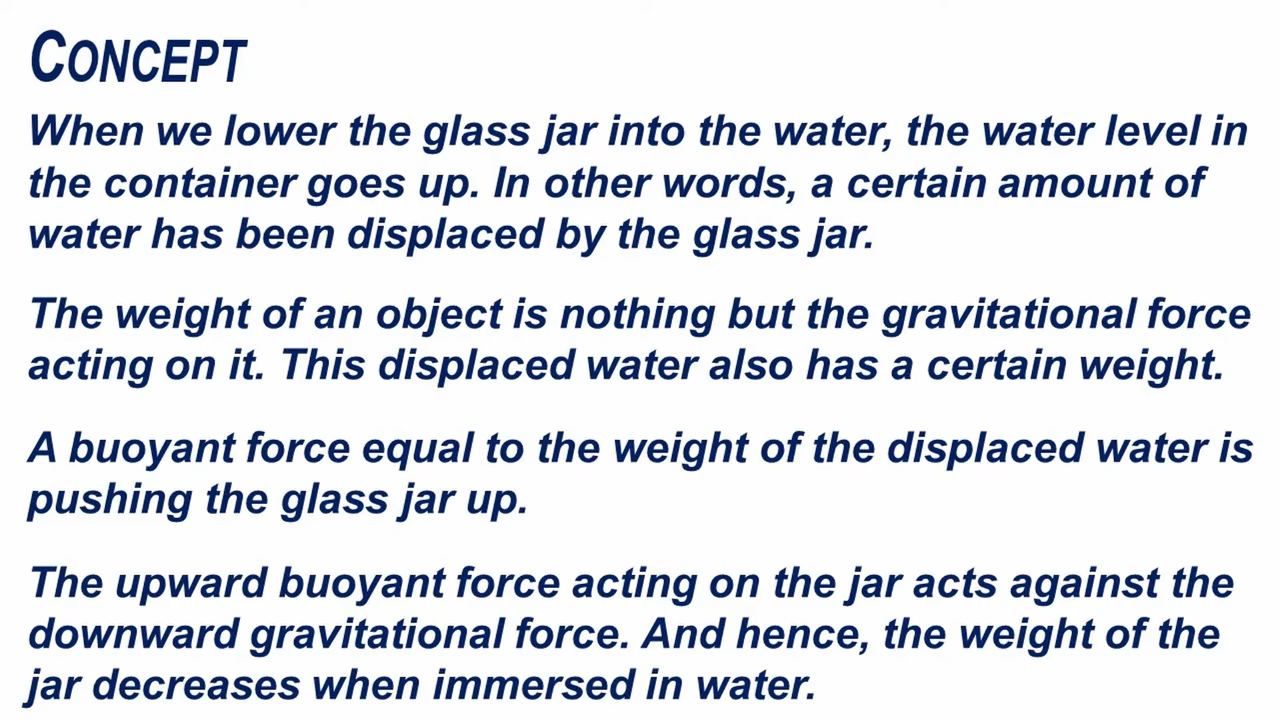 CONCEPT
When we lower the glass jar into the water, the water level in
the container goes up. In other words, a certain amount of
water has been displaced by the glass jar.
The weight of an object is nothing but the gravitational force
acting on it. This displaced water also has a certain weight.
A buoyant force equal to the weight of the displaced water is
pushing the glass jar up.
The upward buoyant force acting on the jar acts against the
downward gravitational force. And hence, the weight of the
jar decreases when immersed in water.